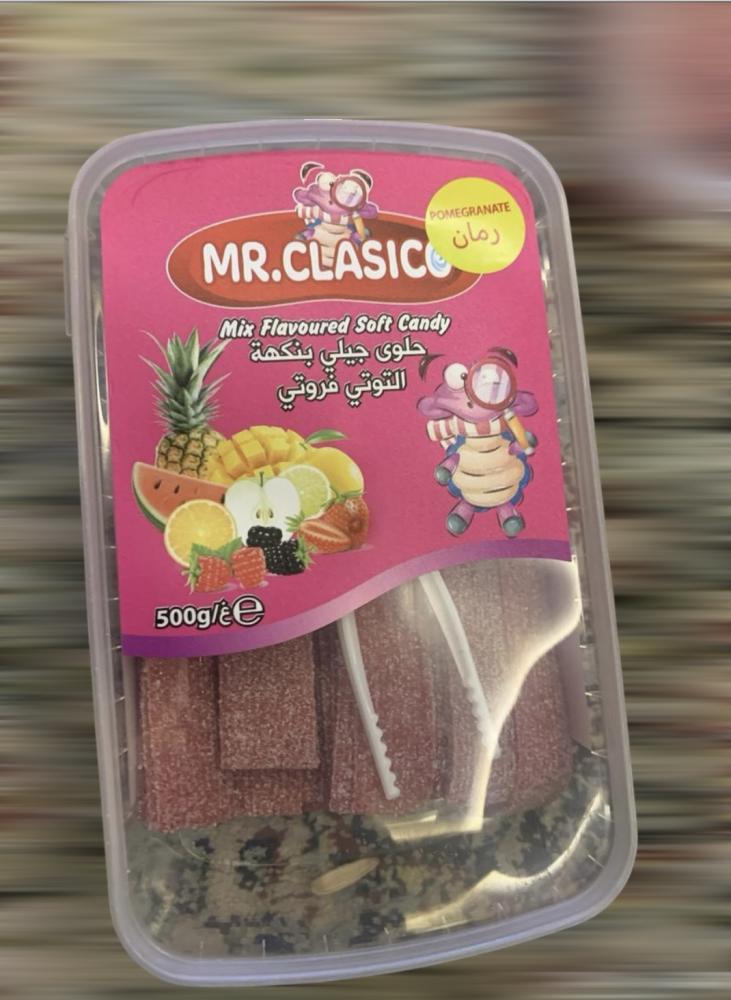 POMEGRANATE
رمان
MR.CLASICO
Mix Flavoured Soft Candy
حلوى جيلي بنكهة
التوتي فروتي
500g/غ e